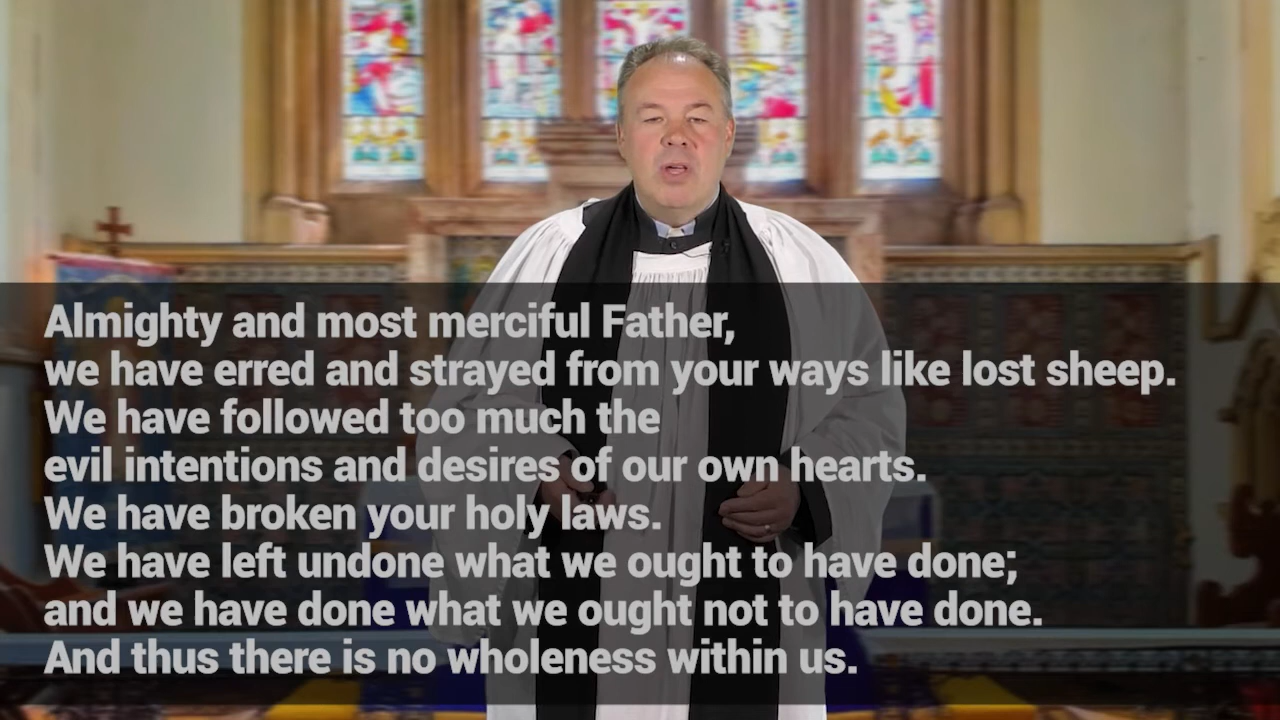 Almighty and most merciful Father,
we have erred and strayed from your ways like lost sheep.
We have followed too much the
evil intentions and desires of our own hearts.
We have broken your holy laws.
We have left undone what we ought to have done;
and we have done what we ought not to have done.
And thus there is no wholeness within us.